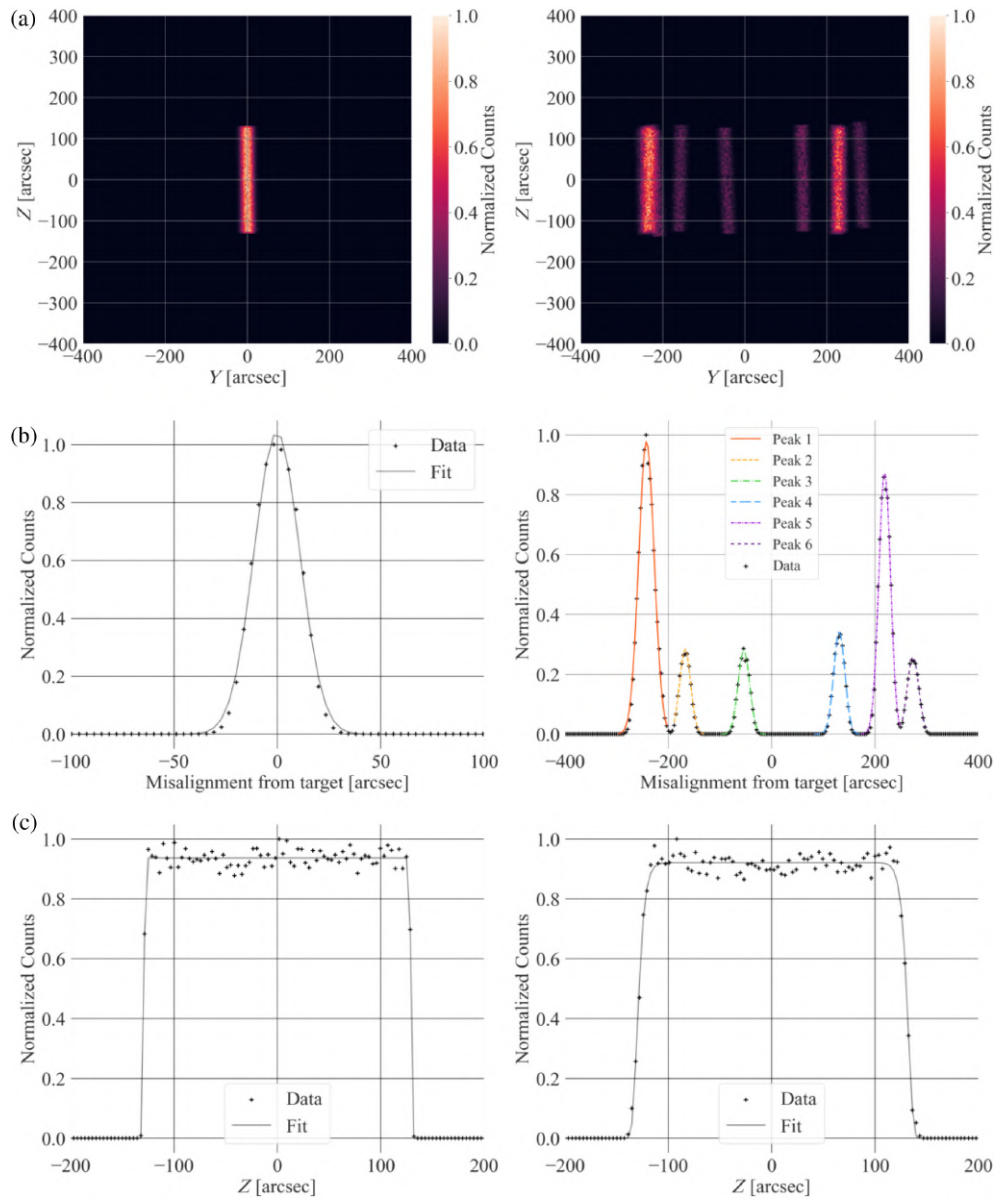 (a)
400
300
200
100
0
−100
−200
−300
−400
−400
−200
0
200
400
Z [arcsec]
Y [arcsec]
1.0
0.8
0.6
0.4
0.2
0.0
Normalized Counts
400
300
200
100
0
−100
−200
−300
−400
−400
−200
0
200
400
Z [arcsec]
Y [arcsec]
1.0
0.8
0.6
0.4
0.2
0.0
Normalized Counts
(b)
1.0
0.8
0.6
0.4
0.2
0.0
Normalized Counts
Data
Fit
−100
−50
0
50
100
Misalignment from target [arcsec]
1.0
0.8
0.6
0.4
0.2
0.0
Normalized Counts
Peak 1
Peak 2
Peak 3
Peak 4
Peak 5
Peak 6
Data
−400
−200
0
200
400
Misalignment from target [arcsec]
(c)
1.0
0.8
0.6
0.4
0.2
0.0
Normalized Counts
Data
Fit
−200
−100
0
100
200
Z [arcsec]
1.0
0.8
0.6
0.4
0.2
0.0
Normalized Counts
Data
Fit
−200
−100
0
100
200
Z [arcsec]